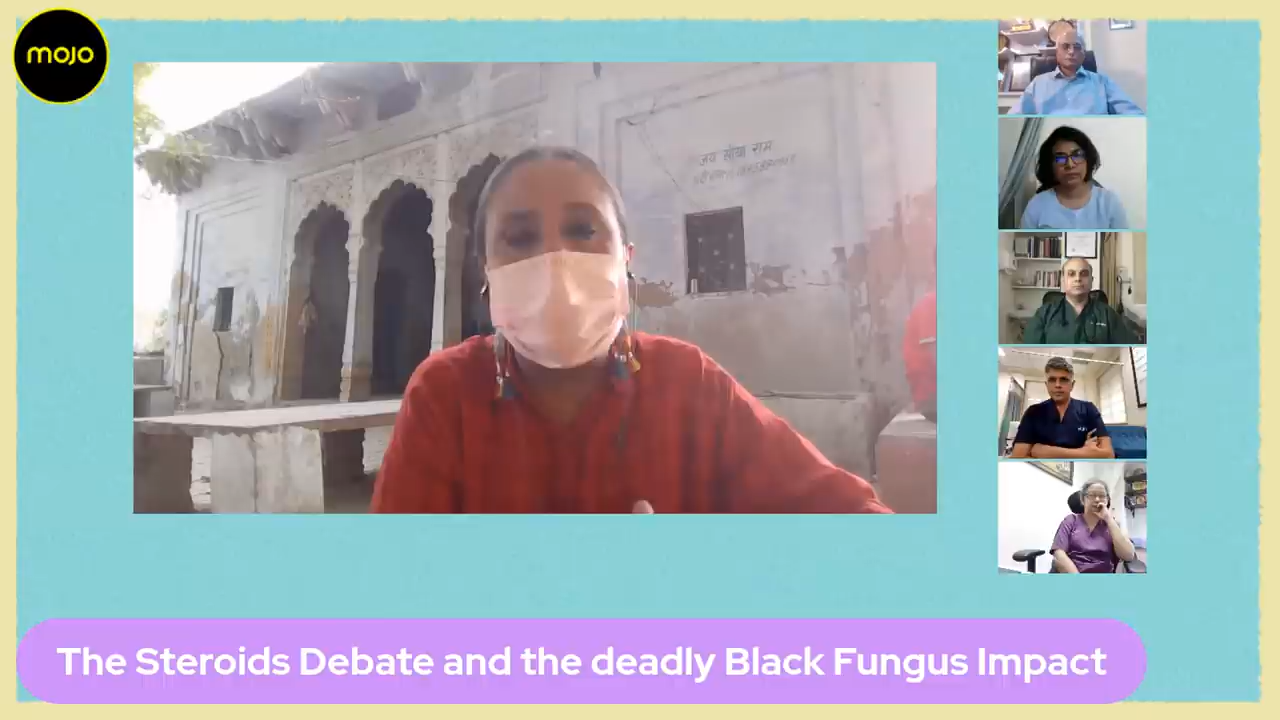 mojo
जय सीया राम
The Steroids Debate and the deadly Black Fungus Impact